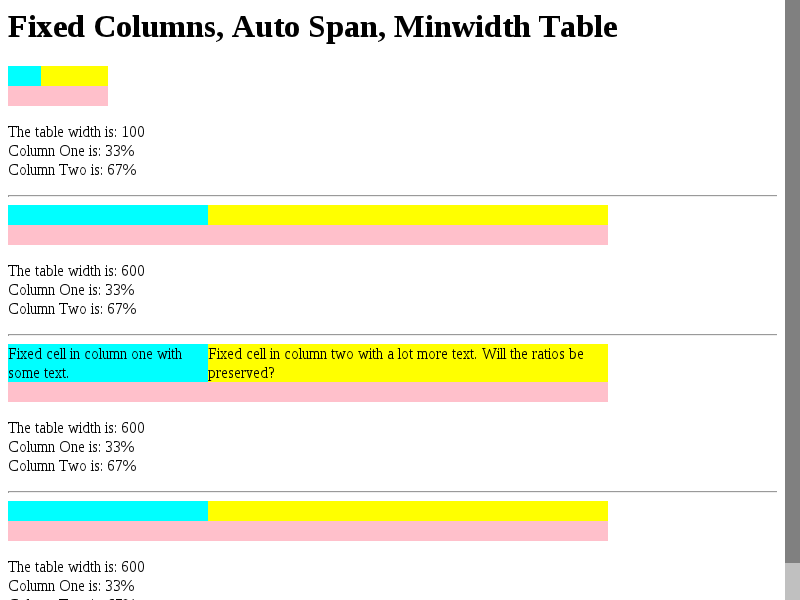 Fixed Columns, Auto Span, Minwidth Table
The table width is: 100
Column One is: 33%
Column Two is: 67%
The table width is: 600
Column One is: 33%
Column Two is: 67%
Fixed cell in column one with some text.
Fixed cell in column two with a lot more text. Will the ratios be preserved?
The table width is: 600
Column One is: 33%
Column Two is: 67%
The table width is: 600
Column One is: 33%